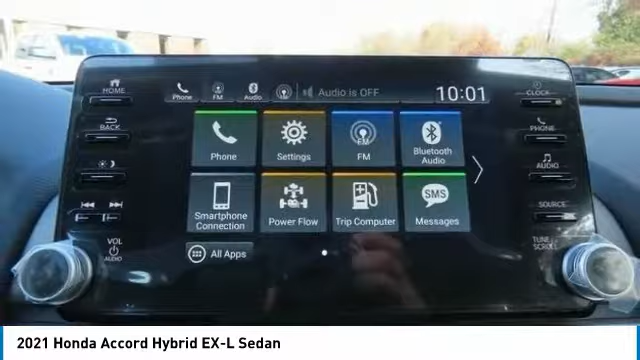 HOME
Phone
FM
Audio
Audio is OFF
10:01
CLOCK
BACK
PHONE
Phone
Settings
FM
FM
Bluetooth
Audio
AUDIO
Smartphone
Connection
Power Flow
Trip Computer
SMS
Messages
SOURCE
VOL
AUDIO
All Apps
TUNE
SCROLL
2021 Honda Accord Hybrid EX-L Sedan